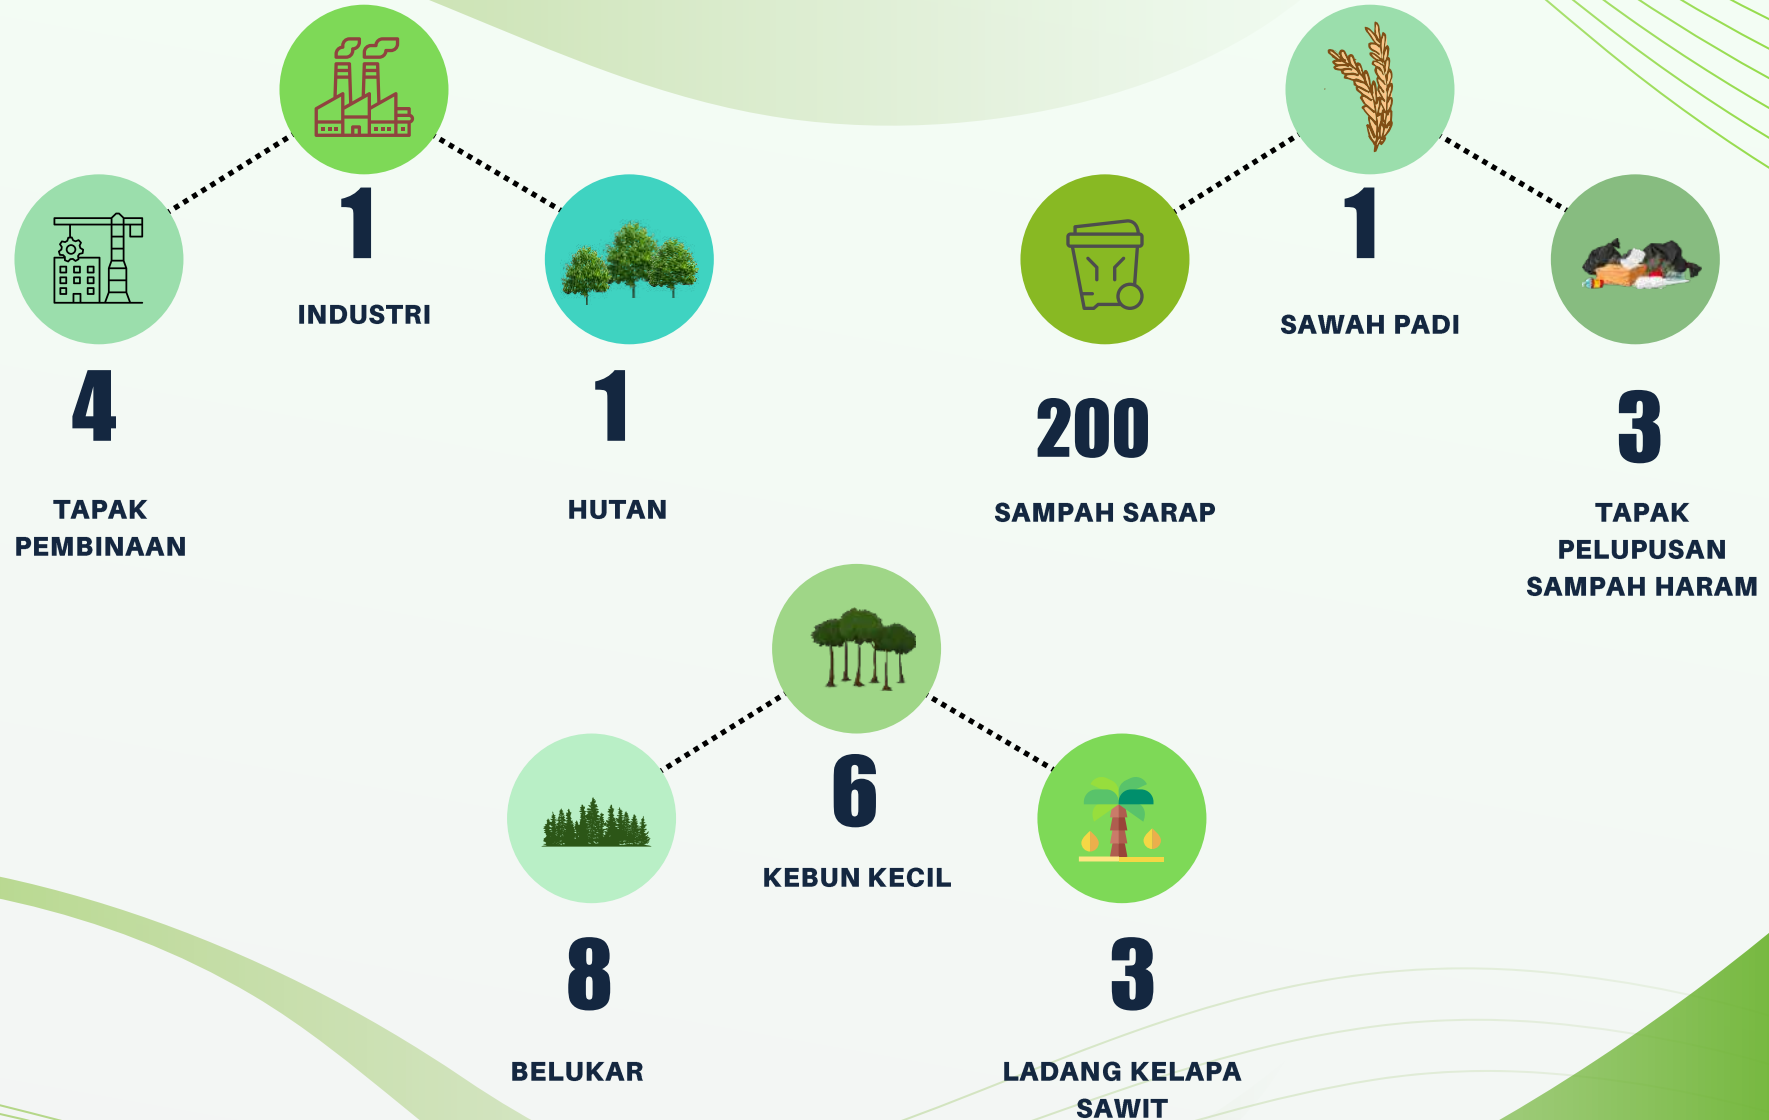 1
INDUSTRI
4
TAPAK
PEMBINAAN
1
HUTAN
1
SAWAH PADI
200
SAMPAH SARAP
3
TAPAK
PELUPUSAN
SAMPAH HARAM
6
KEBUN KECIL
8
BELUKAR
3
LADANG KELAPA
SAWIT